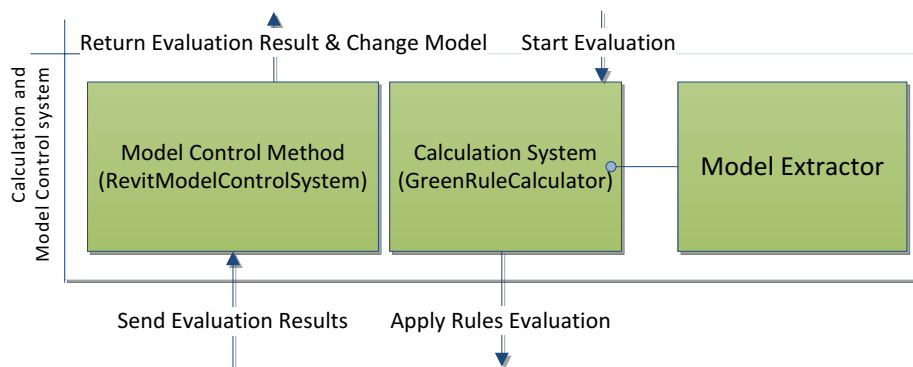 Return Evaluation Result & Change Model
Start Evaluation
Calculation and
Model Control system
Model Control Method
(RevitModelControlSystem)
Calculation System
(GreenRuleCalculator)
Model Extractor
Send Evaluation Results
Apply Rules Evaluation